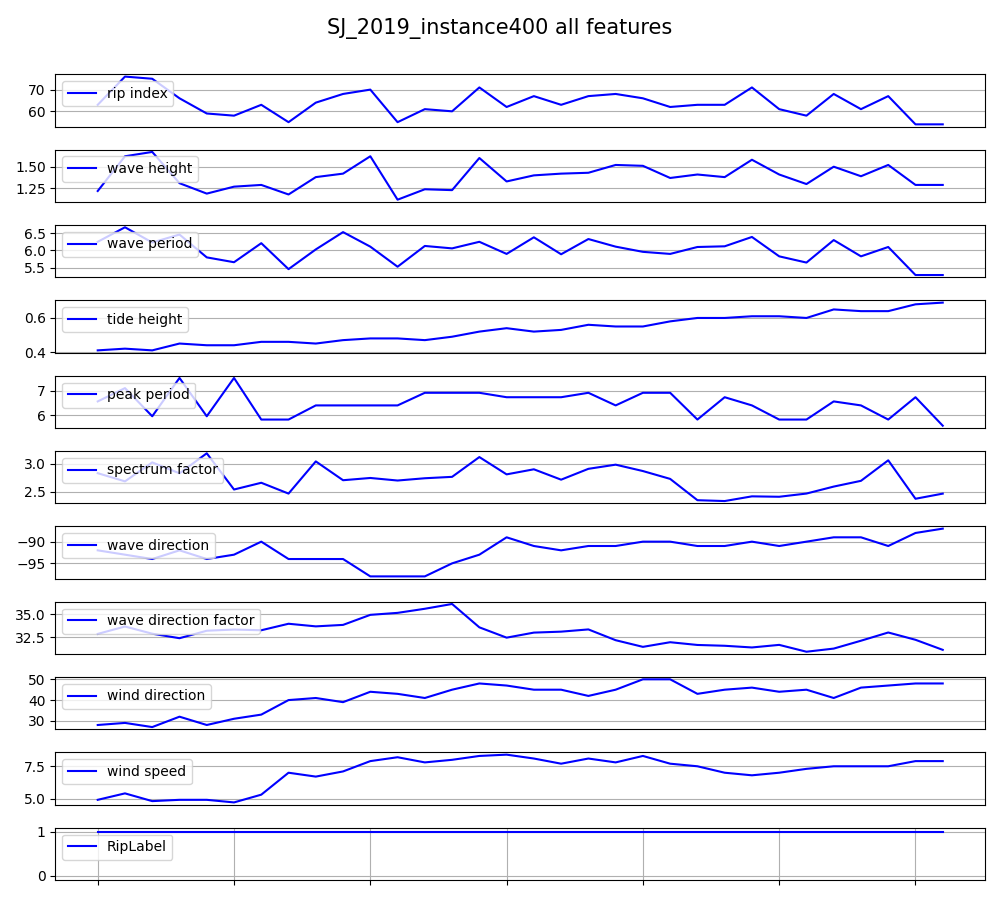 SJ_2019_instance400 all features
70
60
rip index
1.50
1.25
wave height
6.5
6.0
5.5
wave period
0.6
0.4
tide height
7
6
peak period
3.0
2.5
spectrum factor
−90
−95
wave direction
35.0
32.5
wave direction factor
50
40
30
wind direction
7.5
5.0
wind speed
1
0
RipLabel